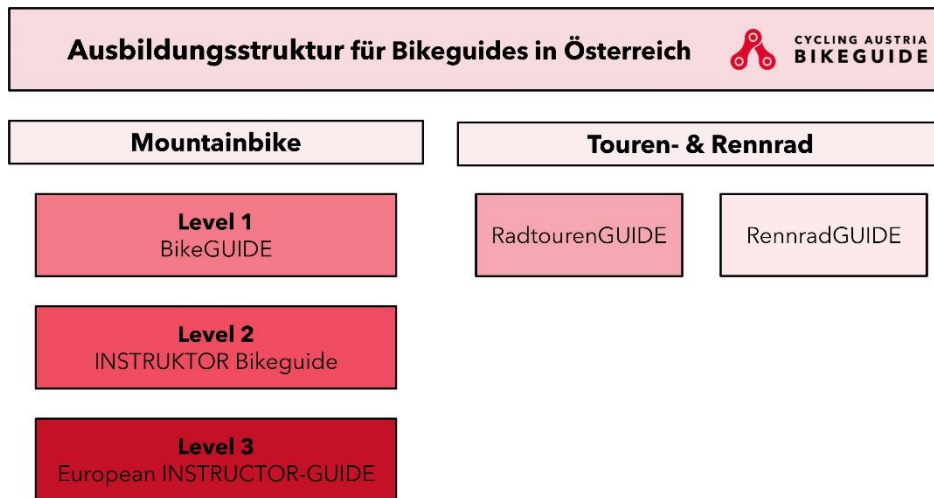 Ausbildungsstruktur für Bikeguides in Österreich
CYCLING AUSTRIA
BIKEGUIDE
Mountainbike
Touren- & Rennrad
Level 1
BikeGUIDE
RadtourenGUIDE
RennradGUIDE
Level 2
INSTRUKTOR Bikeguide
Level 3
European INSTRUCTOR-GUIDE